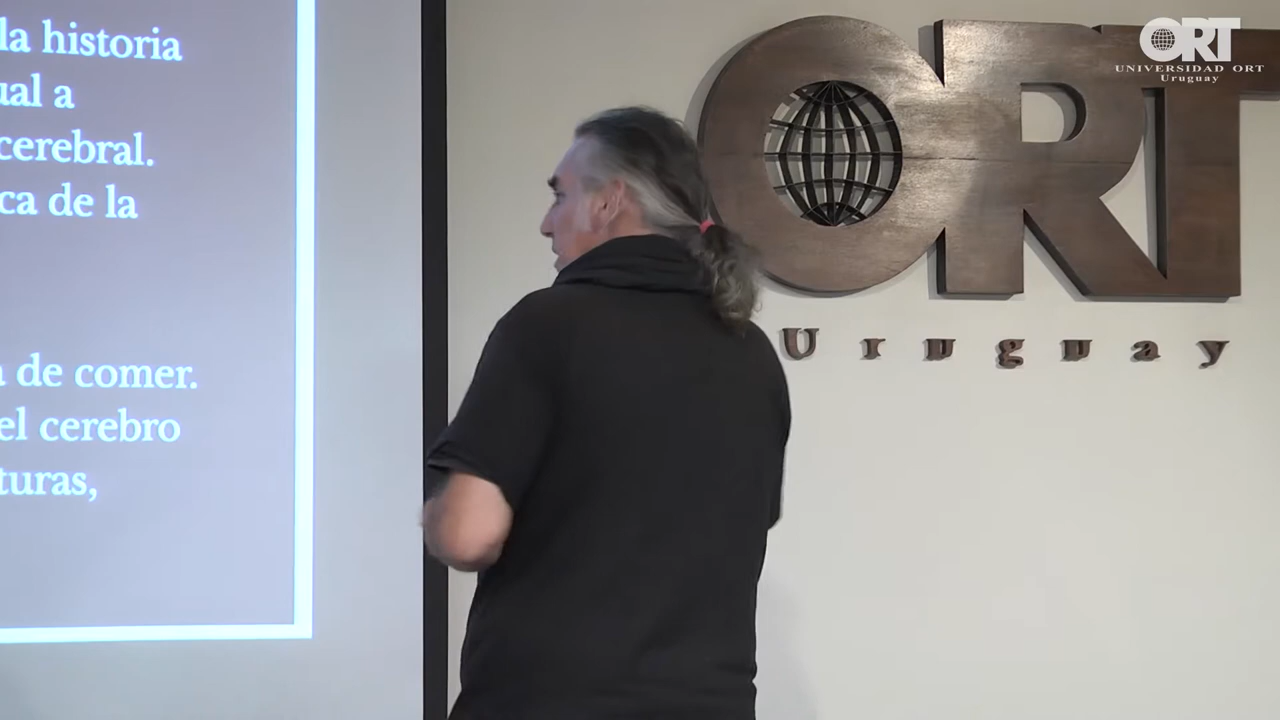 la historia
ual a
cerebral.
ca de la
a de comer.
el cerebro
turas,
ORT
Uruguay
ORT
UNIVERSIDAD ORT
Uruguay